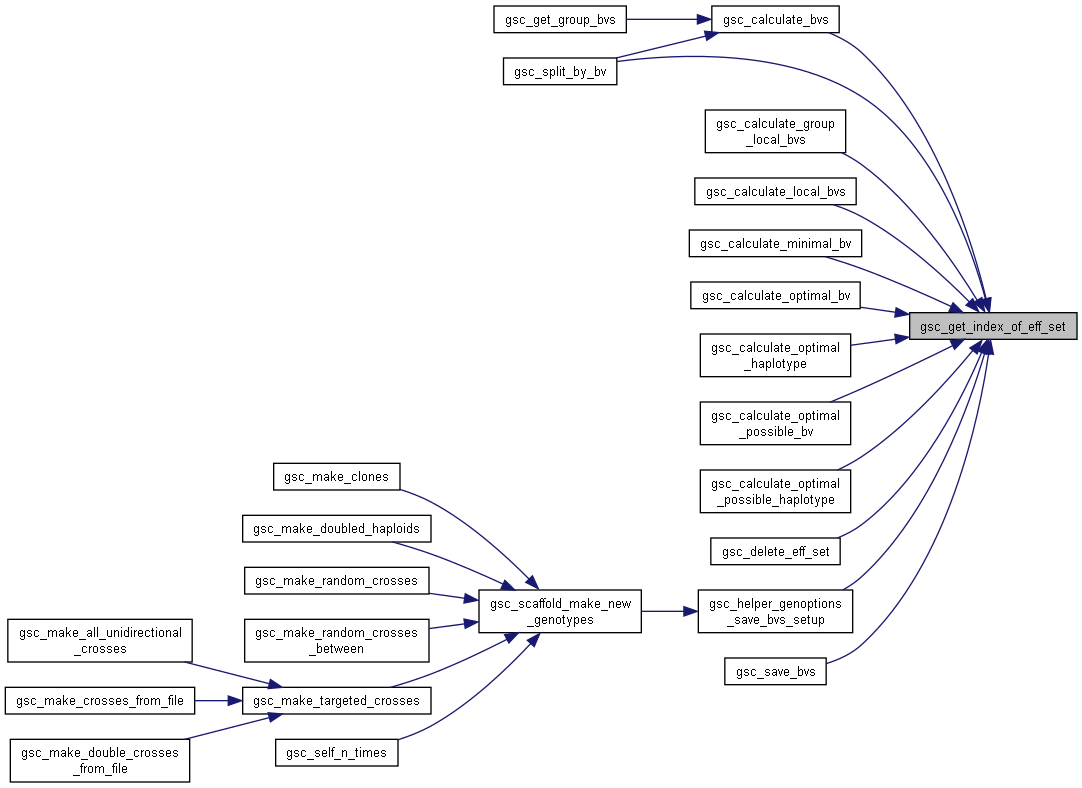 gsc_get_group_bvs
gsc_calculate_bvs
gsc_split_by_bv
gsc_calculate_group
_local_bvs
gsc_calculate_local_bvs
gsc_calculate_minimal_bv
gsc_calculate_optimal_bv
gsc_get_index_of_eff_set
gsc_calculate_optimal
_haplotype
gsc_calculate_optimal
_possible_bv
gsc_calculate_optimal
_possible_haplotype
gsc_make_clones
gsc_make_doubled_haploids
gsc_delete_eff_set
gsc_make_random_crosses
gsc_scaffold_make_new
_genotypes
gsc_helper_genoptions
_save_bvs_setup
gsc_make_random_crosses
_between
gsc_make_all_unidirectional
_crosses
gsc_save_bvs
gsc_make_crosses_from_file
gsc_make_targeted_crosses
gsc_make_double_crosses
_from_file
gsc_self_n_times